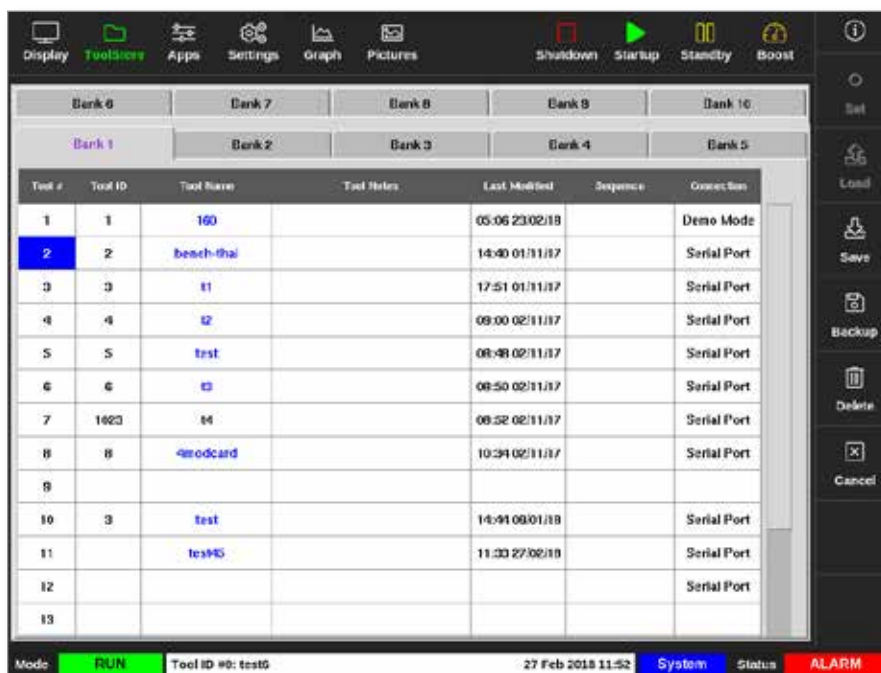 Display ToolStore Apps Settings Graph Pictures Shutdown Startup Standby Boost
Set
Load
Save
Backup
Delete
Cancel
Bank 6 Bank 7 Bank 8 Bank 9 Bank 10
Bank 1 Bank 2 Bank 3 Bank 4 Bank 5
Tool # Tool ID Tool Name Tool Notes Last Modified Sequence Connection
1 1 160 05:06 23/02/18 Demo Mode
2 2 bench-thai 14:40 01/11/17 Serial Port
3 3 t1 17:51 01/11/17 Serial Port
4 4 t2 09:00 02/11/17 Serial Port
5 5 test 08:48 02/11/17 Serial Port
6 6 t3 08:50 02/11/17 Serial Port
7 1623 t4 08:52 02/11/17 Serial Port
8 8 4modcard 10:34 02/11/17 Serial Port
9
10 3 test Serial Port
11 test45 11:33 27/02/18 Serial Port
12 Serial Port
13
Mode RUN Tool ID #0: test6 27 Feb 2018 11:52 System Status ALARM